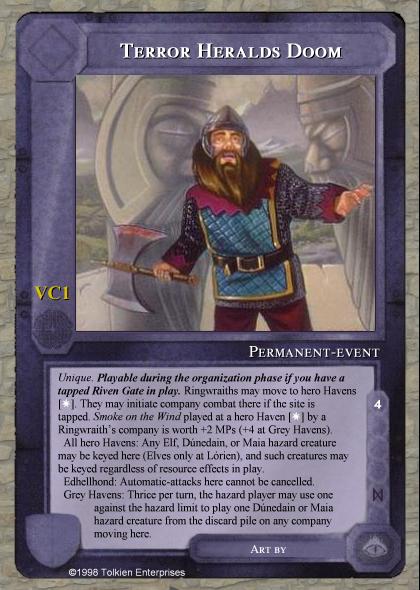 TERROR HERALDS DOOM
VC1
PERMANENT-EVENT
Unique. Playable during the organization phase if you have a
tapped Riven Gate in play. Ringwraiths may move to hero Havens
[☀]. They may initiate company combat there if the site is
tapped. Smoke on the Wind played at a hero Haven [☀] by a
Ringwraith's company is worth +2 MPs (+4 at Grey Havens).
All hero Havens: Any Elf, Dúnedain, or Maia hazard creature
may be keyed here (Elves only at Lórien), and such creatures may
be keyed regardless of resource effects in play.
Edhellhond: Automatic-attacks here cannot be cancelled.
Grey Havens: Thrice per turn, the hazard player may use one
against the hazard limit to play one Dúnedain or Maia
hazard creature from the discard pile on any company
moving here.
4
ART BY
©1998 Tolkien Enterprises